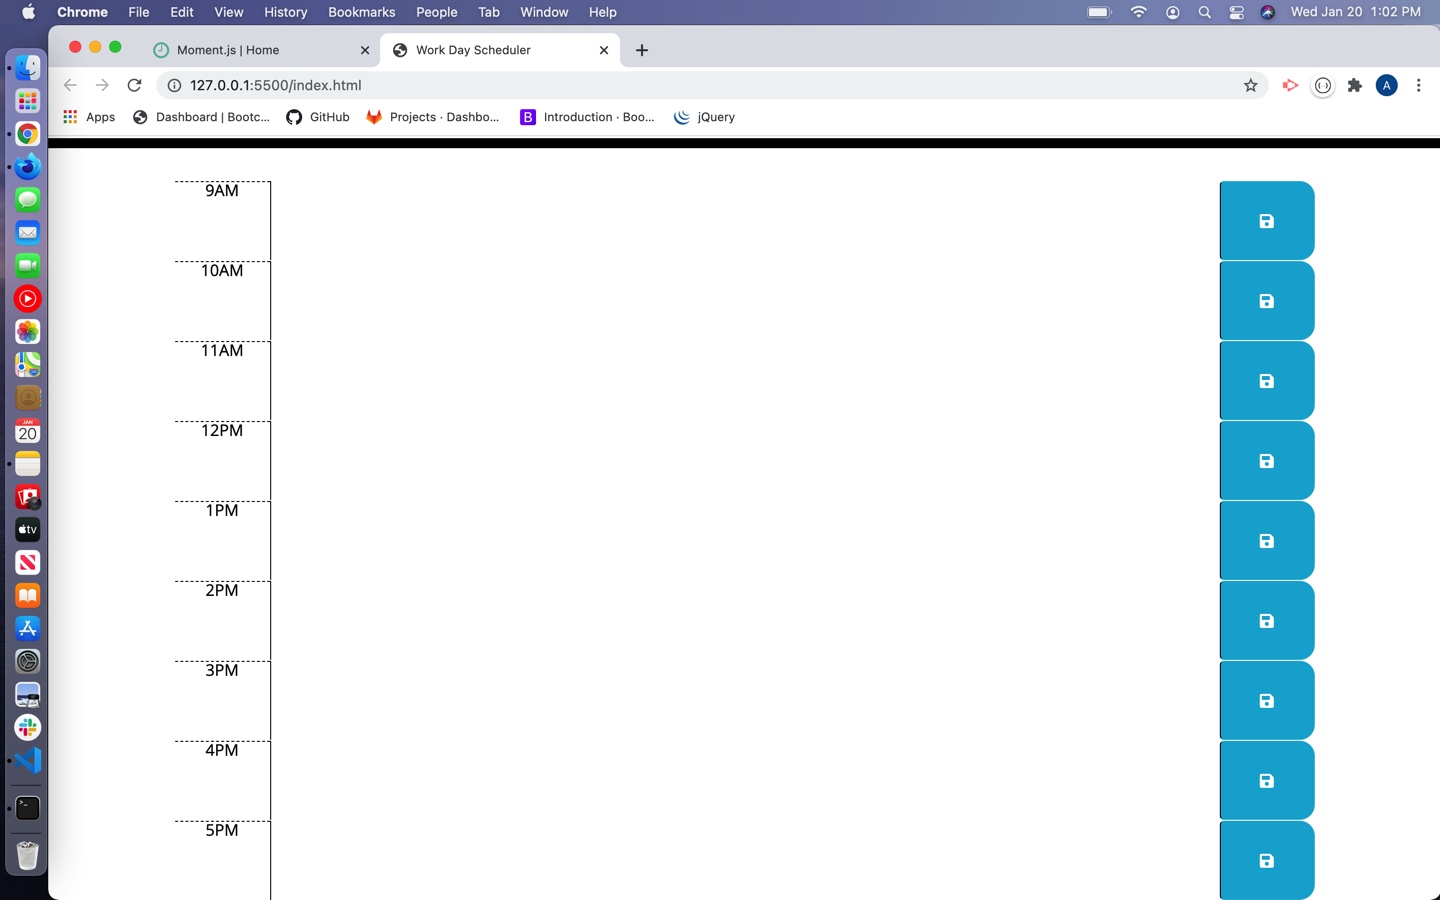 Chrome File Edit View History Bookmarks People Tab Window Help Wed Jan 20 1:02 PM
Moment.js | Home Work Day Scheduler
127.0.0.1:5500/index.html A
Apps Dashboard | Bootc... GitHub Projects · Dashbo... B Introduction · Boo... jQuery
9AM
10AM
11AM
12PM
1PM
2PM
3PM
4PM
5PM
JAN
20
tv